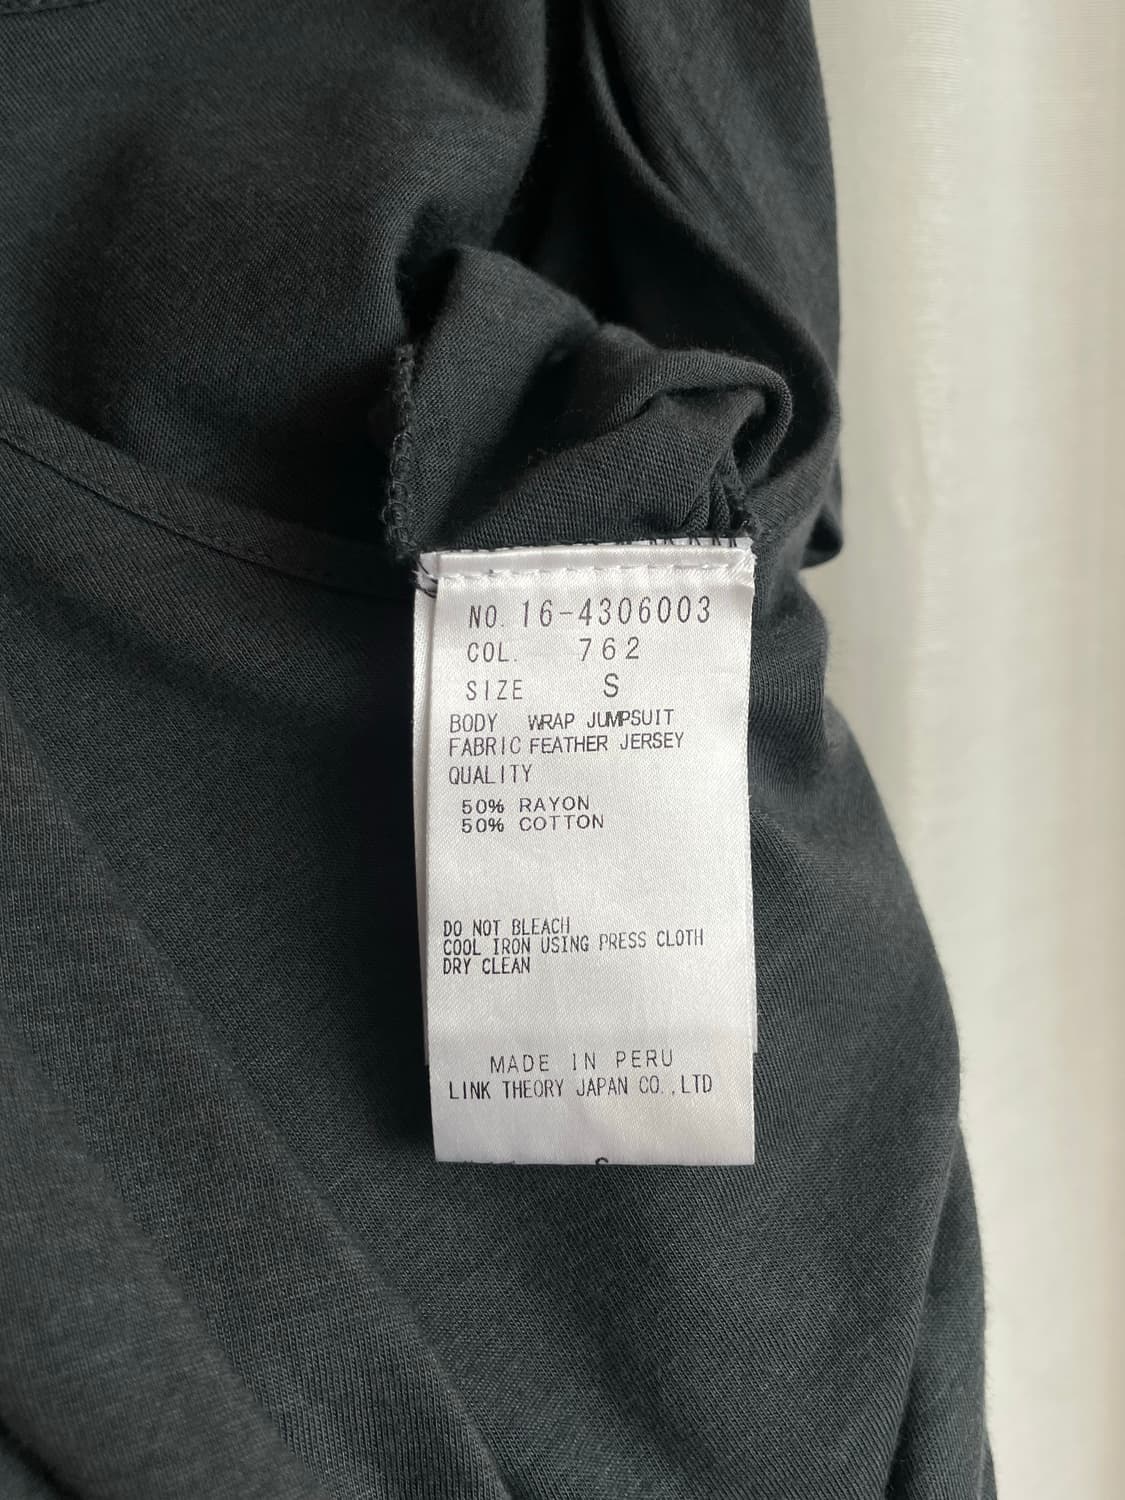 NO. 16-4306003
COL. 762
SIZE S
BODY WRAP JUMPSUIT
FABRIC FEATHER JERSEY
QUALITY
50% RAYON
50% COTTON
DO NOT BLEACH
COOL IRON USING PRESS CLOTH
DRY CLEAN
MADE IN PERU
LINK THEORY JAPAN CO.,LTD